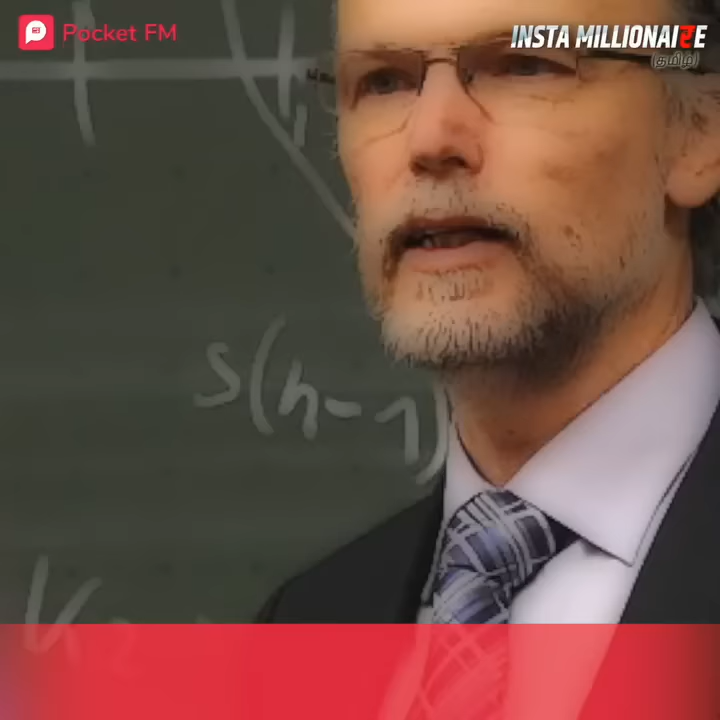 Pocket FM
INSTA MILLIONAIRE
(தமிழ்)
s(n-1)